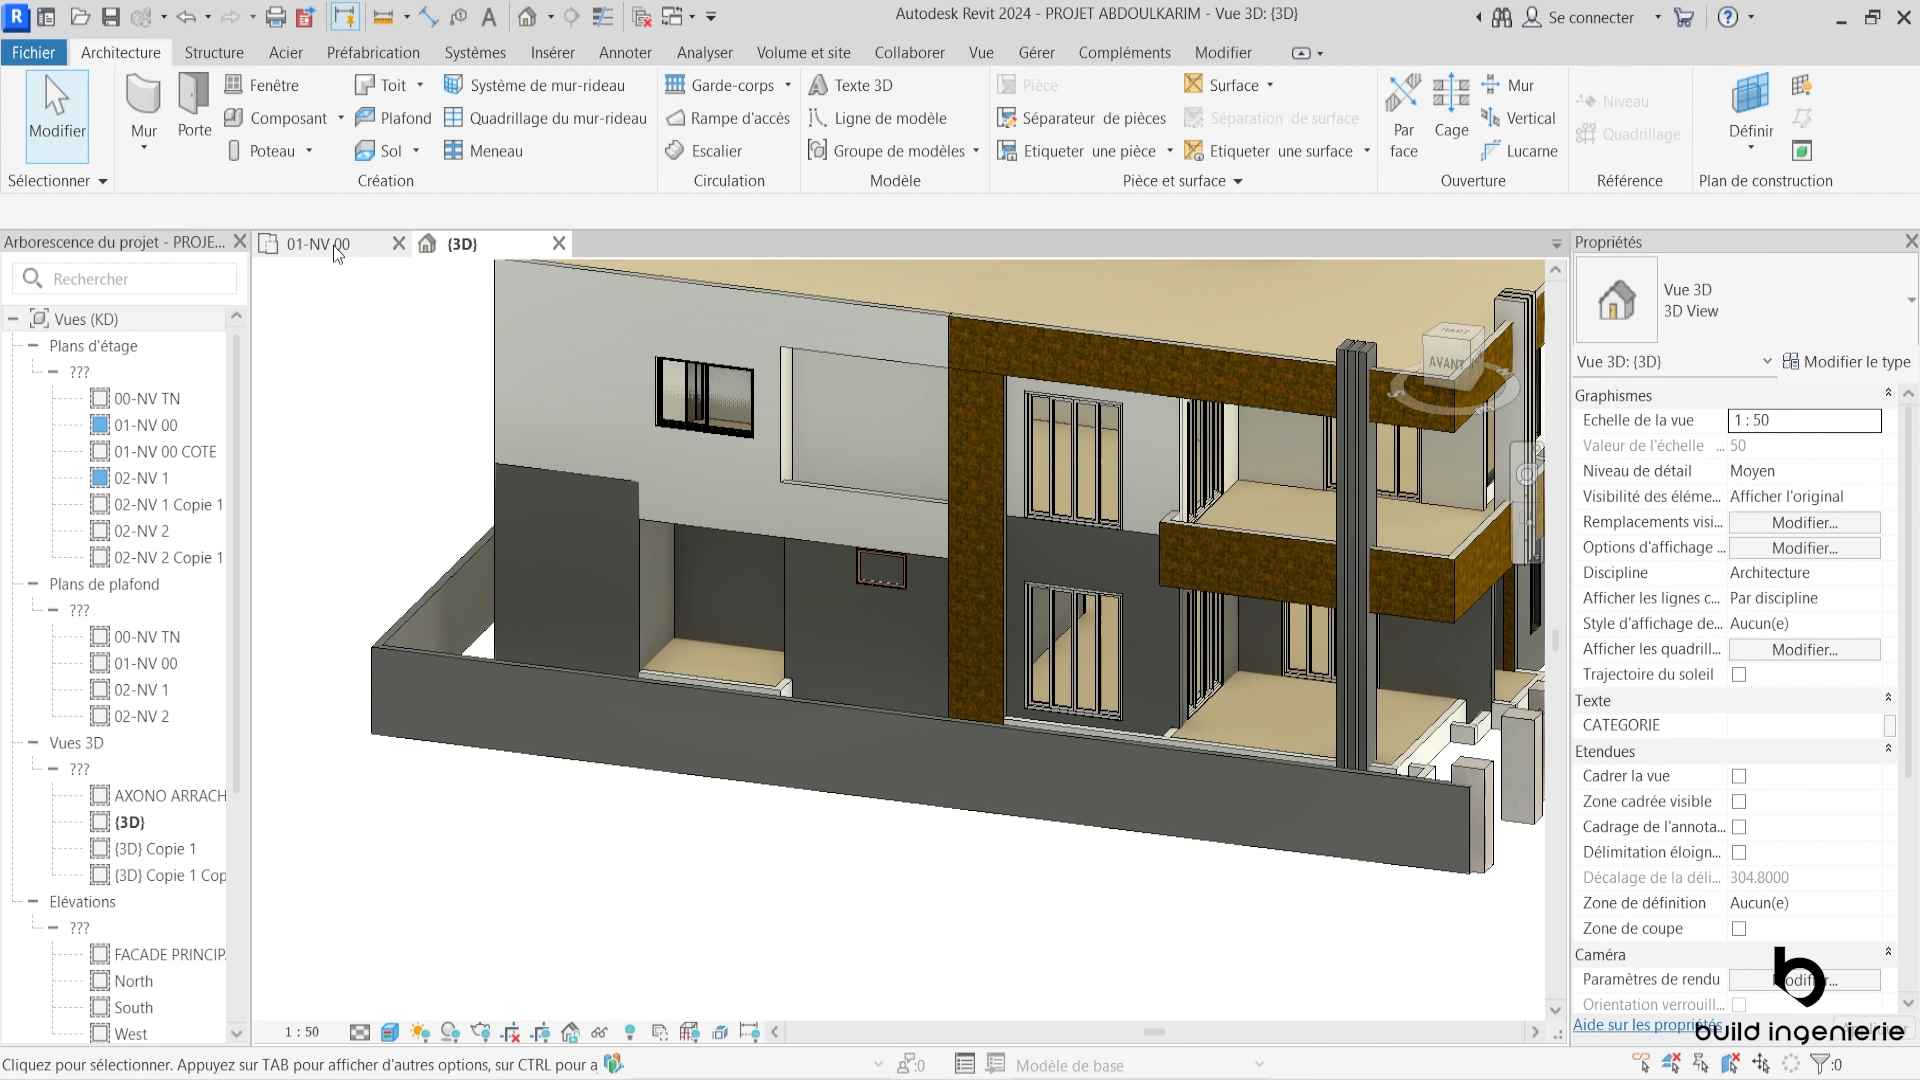 Autodesk Revit 2024 - PROJET ABDOULKARIM - Vue 3D: {3D}
Se connecter
Fichier Architecture Structure Acier Préfabrication Systèmes Insérer Annoter Analyser Volume et site Collaborer Vue Gérer Compléments Modifier
Modifier
Mur
Porte
Fenêtre
Composant
Poteau
Toit
Plafond
Sol
Système de mur-rideau
Quadrillage du mur-rideau
Meneau
Garde-corps
Rampe d'accès
Escalier
Texte 3D
Ligne de modèle
Groupe de modèles
Pièce
Séparateur de pièces
Etiqueter une pièce
Surface
Séparation de surface
Etiqueter une surface
Par face
Cage
Mur
Vertical
Lucarne
Niveau
Quadrillage
Définir
Sélectionner
Création
Circulation
Modèle
Pièce et surface
Ouverture
Référence
Plan de construction
Arborescence du projet - PROJE...
Rechercher
Vues (KD)
Plans d'étage
???
00-NV TN
01-NV 00
01-NV 00 COTE
02-NV 1
02-NV 1 Copie 1
02-NV 2
02-NV 2 Copie 1
Plans de plafond
???
00-NV TN
01-NV 00
02-NV 1
02-NV 2
Vues 3D
???
AXONO ARRACH
{3D}
{3D} Copie 1
{3D} Copie 1 Cop
Elévations
???
FACADE PRINCIP
North
South
West
01-NV 00
{3D}
HAUT
AVANT
1 : 50
Propriétés
Vue 3D
3D View
Vue 3D: {3D}
Modifier le type
Graphismes
Echelle de la vue 1 : 50
Valeur de l'échelle ... 50
Niveau de détail Moyen
Visibilité des éléme... Afficher l'original
Remplacements visi... Modifier...
Options d'affichage ... Modifier...
Discipline Architecture
Afficher les lignes c... Par discipline
Style d'affichage de... Aucun(e)
Afficher les quadrill... Modifier...
Trajectoire du soleil
Texte
CATEGORIE
Etendues
Cadrer la vue
Zone cadrée visible
Cadrage de l'annota...
Délimitation éloign...
Décalage de la déli... 304.8000
Zone de définition Aucun(e)
Zone de coupe
Caméra
Paramètres de rendu
Orientation verrouill...
Aide sur les propriétés
build ingenierie
Cliquez pour sélectionner. Appuyez sur TAB pour afficher d'autres options, sur CTRL pour a
:0
Modèle de base
:0